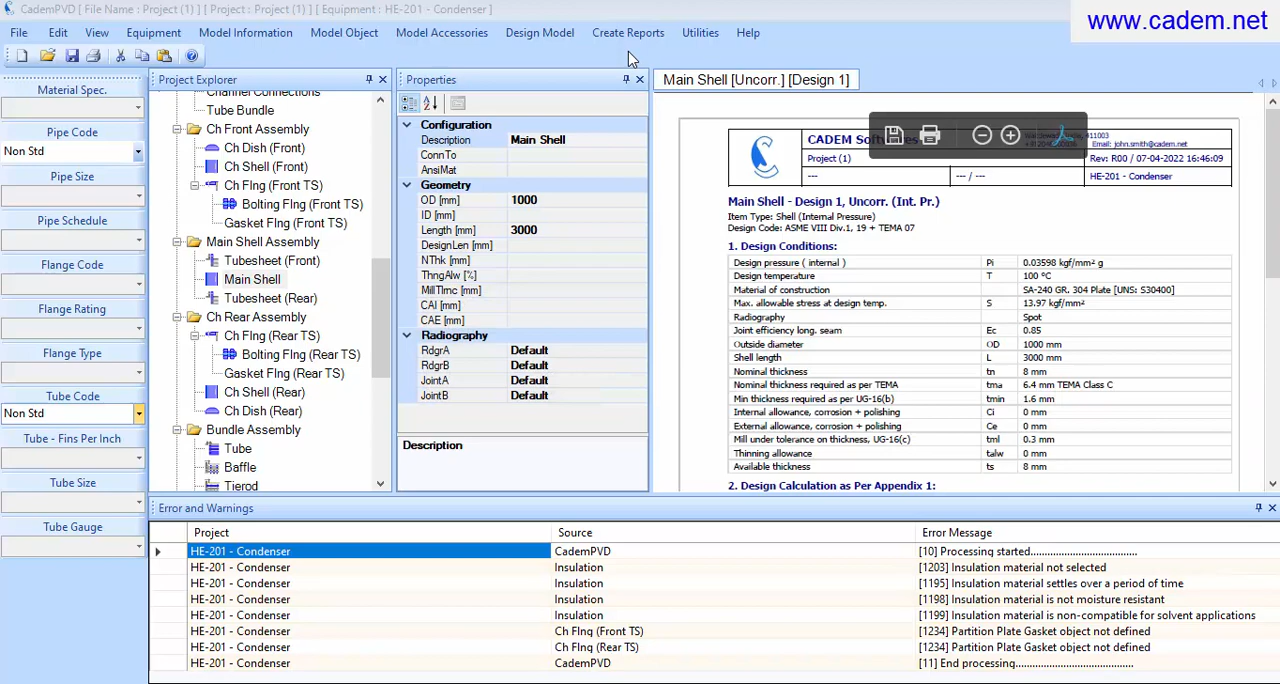 CademPVD [ File Name : Project (1) ] [ Project : Project (1) ] [ Equipment : HE-201 - Condenser ]
www.cadem.net
File Edit View Equipment Model Information Model Object Model Accessories Design Model Create Reports Utilities Help
Material Spec.
Pipe Code
Non Std
Pipe Size
Pipe Schedule
Flange Code
Flange Rating
Flange Type
Tube Code
Non Std
Tube - Fins Per Inch
Tube Size
Tube Gauge
Project Explorer
Channel Connections
Tube Bundle
Ch Front Assembly
Ch Dish (Front)
Ch Shell (Front)
Ch Flng (Front TS)
Bolting Flng (Front TS)
Gasket Flng (Front TS)
Main Shell Assembly
Tubesheet (Front)
Main Shell
Tubesheet (Rear)
Ch Rear Assembly
Ch Flng (Rear TS)
Bolting Flng (Rear TS)
Gasket Flng (Rear TS)
Ch Shell (Rear)
Ch Dish (Rear)
Bundle Assembly
Tube
Baffle
Tierod
Properties
Configuration
Description Main Shell
ConnTo
AnsiMat
Geometry
OD [mm] 1000
ID [mm]
Length [mm] 3000
DesignLen [mm]
NThk [mm]
ThngAlw [%]
MillTlmc [mm]
CAI [mm]
CAE [mm]
Radiography
RdgrA Default
RdgrB Default
JointA Default
JointB Default
Description
Main Shell [Uncorr.] [Design 1]
CADEM Softwares
411003
Email: john.smith@cadem.net
Project (1) Rev: R00 / 07-04-2022 16:46:09
--- --- / --- HE-201 - Condenser
Main Shell - Design 1, Uncorr. (Int. Pr.)
Item Type: Shell (Internal Pressure)
Design Code: ASME VIII Div.1, 19 + TEMA 07
1. Design Conditions:
Design pressure ( internal ) Pi 0.03598 kgf/mm² g
Design temperature T 100 ºC
Material of construction SA-240 GR. 304 Plate [UNS: S30400]
Max. allowable stress at design temp. S 13.97 kgf/mm²
Radiography Spot
Joint efficiency long. seam Ec 0.85
Outside diameter OD 1000 mm
Shell length L 3000 mm
Nominal thickness tn 8 mm
Nominal thickness required as per TEMA tma 6.4 mm TEMA Class C
Min thickness required as per UG-16(b) tmin 1.6 mm
Internal allowance, corrosion + polishing Ci 0 mm
External allowance, corrosion + polishing Ce 0 mm
Mill under tolerance on thickness, UG-16(c) tml 0.3 mm
Thinning allowance talw 0 mm
Available thickness ts 8 mm
2. Design Calculation as Per Appendix 1:
Error and Warnings
Project Source Error Message
HE-201 - Condenser CademPVD [10] Processing started....................................
HE-201 - Condenser Insulation [1203] Insulation material not selected
HE-201 - Condenser Insulation [1195] Insulation material settles over a period of time
HE-201 - Condenser Insulation [1198] Insulation material is not moisture resistant
HE-201 - Condenser Insulation [1199] Insulation material is non-compatible for solvent applications
HE-201 - Condenser Ch Flng (Front TS) [1234] Partition Plate Gasket object not defined
HE-201 - Condenser Ch Flng (Rear TS) [1234] Partition Plate Gasket object not defined
HE-201 - Condenser CademPVD [11] End processing........................................